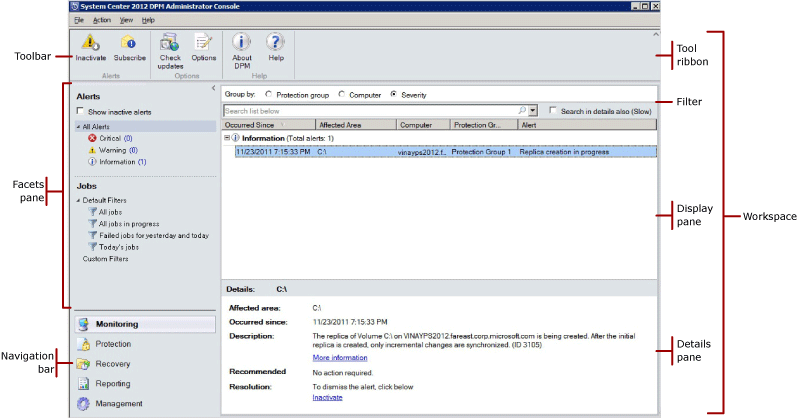 System Center 2012 DPM Administrator Console
File Action View Help
Toolbar
Inactivate
Subscribe
Alerts
Check updates
Options
Options
About DPM
Help
Help
Tool ribbon
Alerts
Show inactive alerts
All Alerts
Critical (0)
Warning (0)
Information (1)
Jobs
Default Filters
All jobs
All jobs in progress
Failed jobs for yesterday and today
Today's jobs
Custom Filters
Facets pane
Group by: Protection group Computer Severity
Search list below
Search in details also (Slow)
Filter
Occurred Since Affected Area Computer Protection Gr... Alert
Information (Total alerts: 1)
11/23/2011 7:15:33 PM C:\ vinayps2012.f... Protection Group 1 Replica creation in progress
Display pane
Workspace
Details: C:\
Affected area: C:\
Occurred since: 11/23/2011 7:15:33 PM
Description: The replica of Volume C:\ on VINAYPS2012.fareast.corp.microsoft.com is being created. After the initial
replica is created, only incremental changes are synchronized. (ID 3105)
More information
Recommended No action required.
Resolution: To dismiss the alert, click below
Inactivate
Details pane
Monitoring
Protection
Recovery
Reporting
Management
Navigation bar